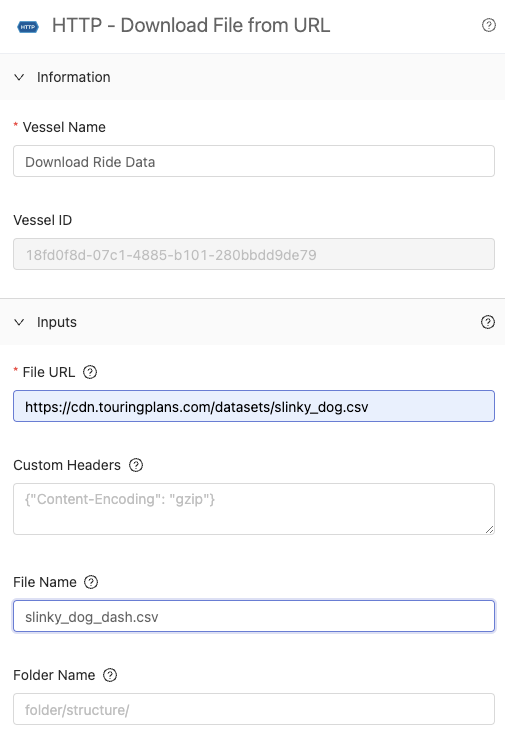 HTTP HTTP - Download File from URL
Information
* Vessel Name
Download Ride Data
Vessel ID
18fd0f8d-07c1-4885-b101-280bbdd9de79
Inputs
* File URL
https://cdn.touringplans.com/datasets/slinky_dog.csv
Custom Headers
{"Content-Encoding": "gzip"}
File Name
slinky_dog_dash.csv
Folder Name
folder/structure/